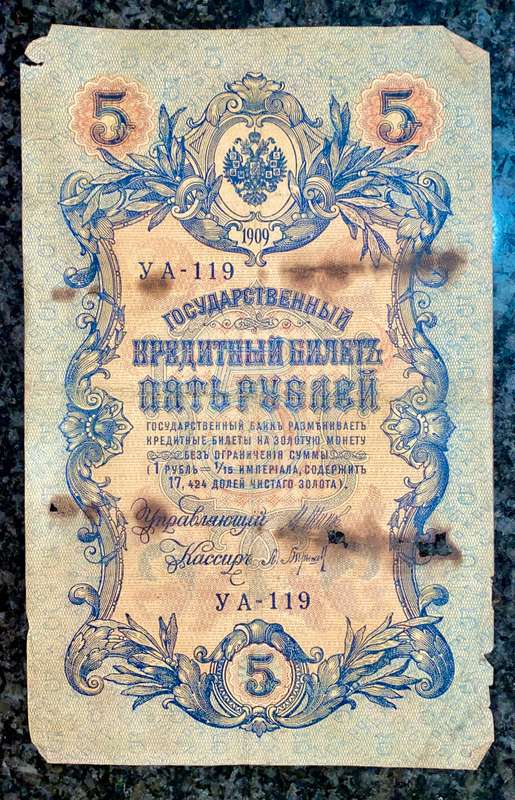 5 5
1909
УА-119
ГОСУДАРСТВЕННЫЙ
КРЕДИТНЫЙ БИЛЕТЪ
ПЯТЬ РУБЛЕЙ
ГОСУДАРСТВЕННЫЙ БАНКЪ РАЗМѢНИВАЕТЪ
КРЕДИТНЫЕ БИЛЕТЫ НА ЗОЛОТУЮ МОНЕТУ
БЕЗЪ ОГРАНИЧЕНІЯ СУММЫ
(1 РУБЛЬ = 1/15 ИМПЕРІАЛА, СОДЕРЖИТЪ
17,424 ДОЛЕЙ ЧИСТАГО ЗОЛОТА).
Управляющій
Кассиръ
УА-119
5